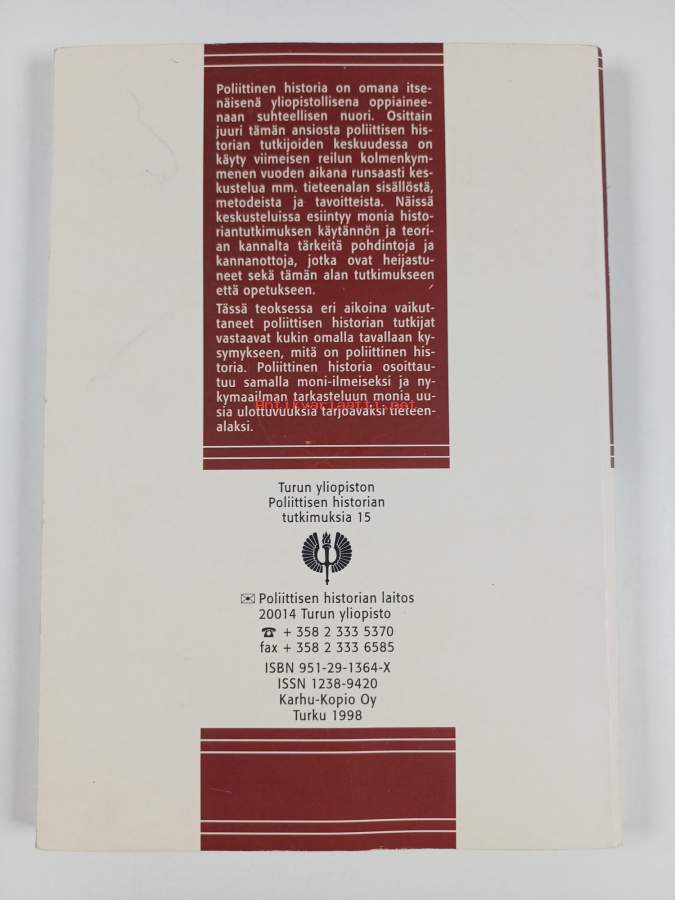 Poliittinen historia on omana itse-
näisenä yliopistollisena oppiainee-
naan suhteellisen nuori. Osittain
juuri tämän ansiosta poliittisen his-
torian tutkijoiden keskuudessa on
käyty viimeisen reilun kolmenkym-
menen vuoden aikana runsaasti kes-
kustelua mm. tieteenalan sisällöstä,
metodeista ja tavoitteista. Näissä
keskusteluissa esiintyy monia histo-
riantutkimuksen käytännön ja teori-
an kannalta tärkeitä pohdintoja ja
kannanottoja, jotka ovat heijastu-
neet sekä tämän alan tutkimukseen
että opetukseen.
Tässä teoksessa eri aikoina vaikut-
taneet poliittisen historian tutkijat
vastaavat kukin omalla tavallaan ky-
symykseen, mitä on poliittinen his-
toria. Poliittinen historia osoittau-
tuu samalla moni-ilmeiseksi ja ny-
kymaailman tarkasteluun monia uu-
Antikvariaatti.net
sia ulottuvuuksia tarjoavaksi tieteen-
alaksi.
Turun yliopiston
Poliittisen historian
tutkimuksia 15
✉ Poliittisen historian laitos
20014 Turun yliopisto
☎ + 358 2 333 5370
fax + 358 2 333 6585
ISBN 951-29-1364-X
ISSN 1238-9420
Karhu-Kopio Oy
Turku 1998